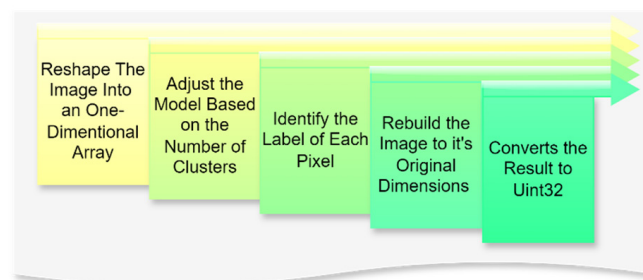 Reshape The
Image Into
an One-
Dimentional
Array
Adjust the
Model Based
on the
Number of
Clusters
Identify the
Label of Each
Pixel
Rebuild the
Image to it's
Original
Dimensions
Converts the
Result to
Uint32